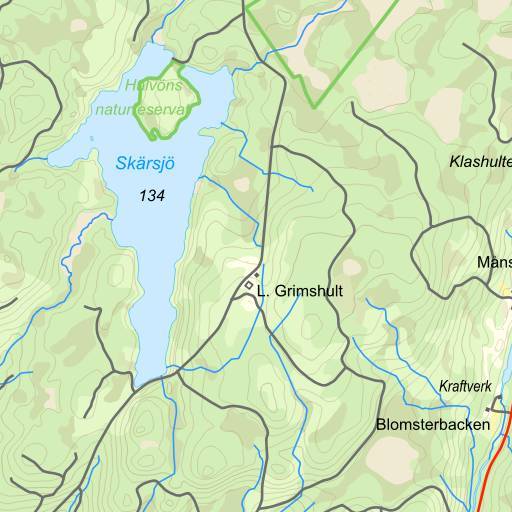 Hulvöns
naturreservat
Skärsjö
134
Klashulte
Måns
L. Grimshult
Kraftverk
Blomsterbacken